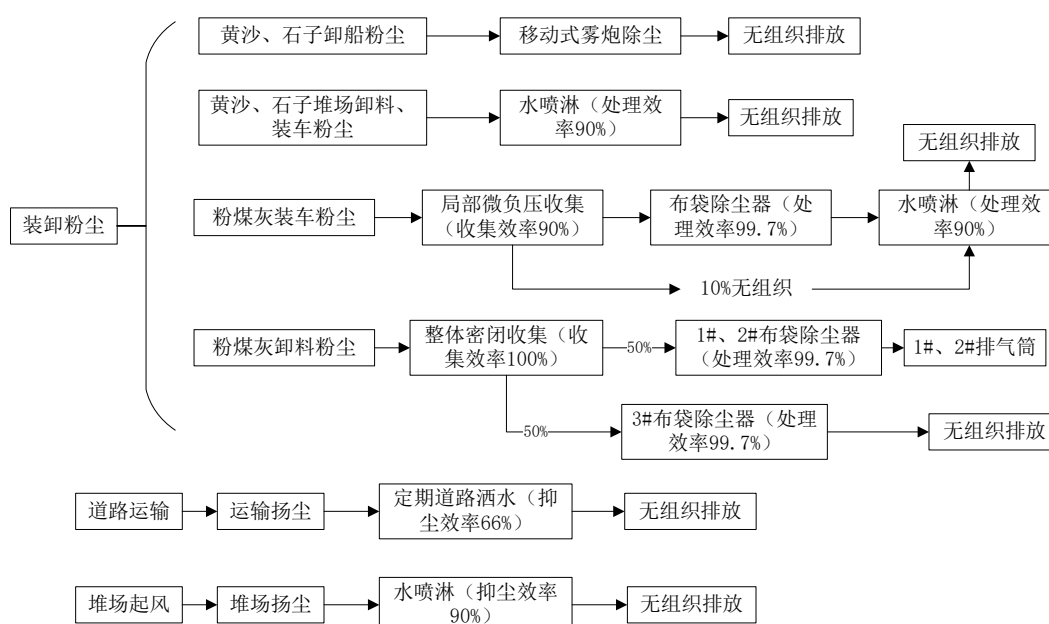 黄沙、石子卸船粉尘
移动式雾炮除尘
无组织排放
黄沙、石子堆场卸料、
装车粉尘
水喷淋（处理效
率90%）
无组织排放
无组织排放
装卸粉尘
粉煤灰装车粉尘
局部微负压收集
（收集效率90%）
布袋除尘器（处
理效率99.7%）
水喷淋（处理效
率90%）
10%无组织
粉煤灰卸料粉尘
整体密闭收集（收
集效率100%）
50%
1#、2#布袋除尘器
（处理效率99.7%）
1#、2#排气筒
50%
3#布袋除尘器（处理
效率99.7%）
无组织排放
道路运输
运输扬尘
定期道路洒水（抑
尘效率66%）
无组织排放
堆场起风
堆场扬尘
水喷淋（抑尘效率
90%）
无组织排放